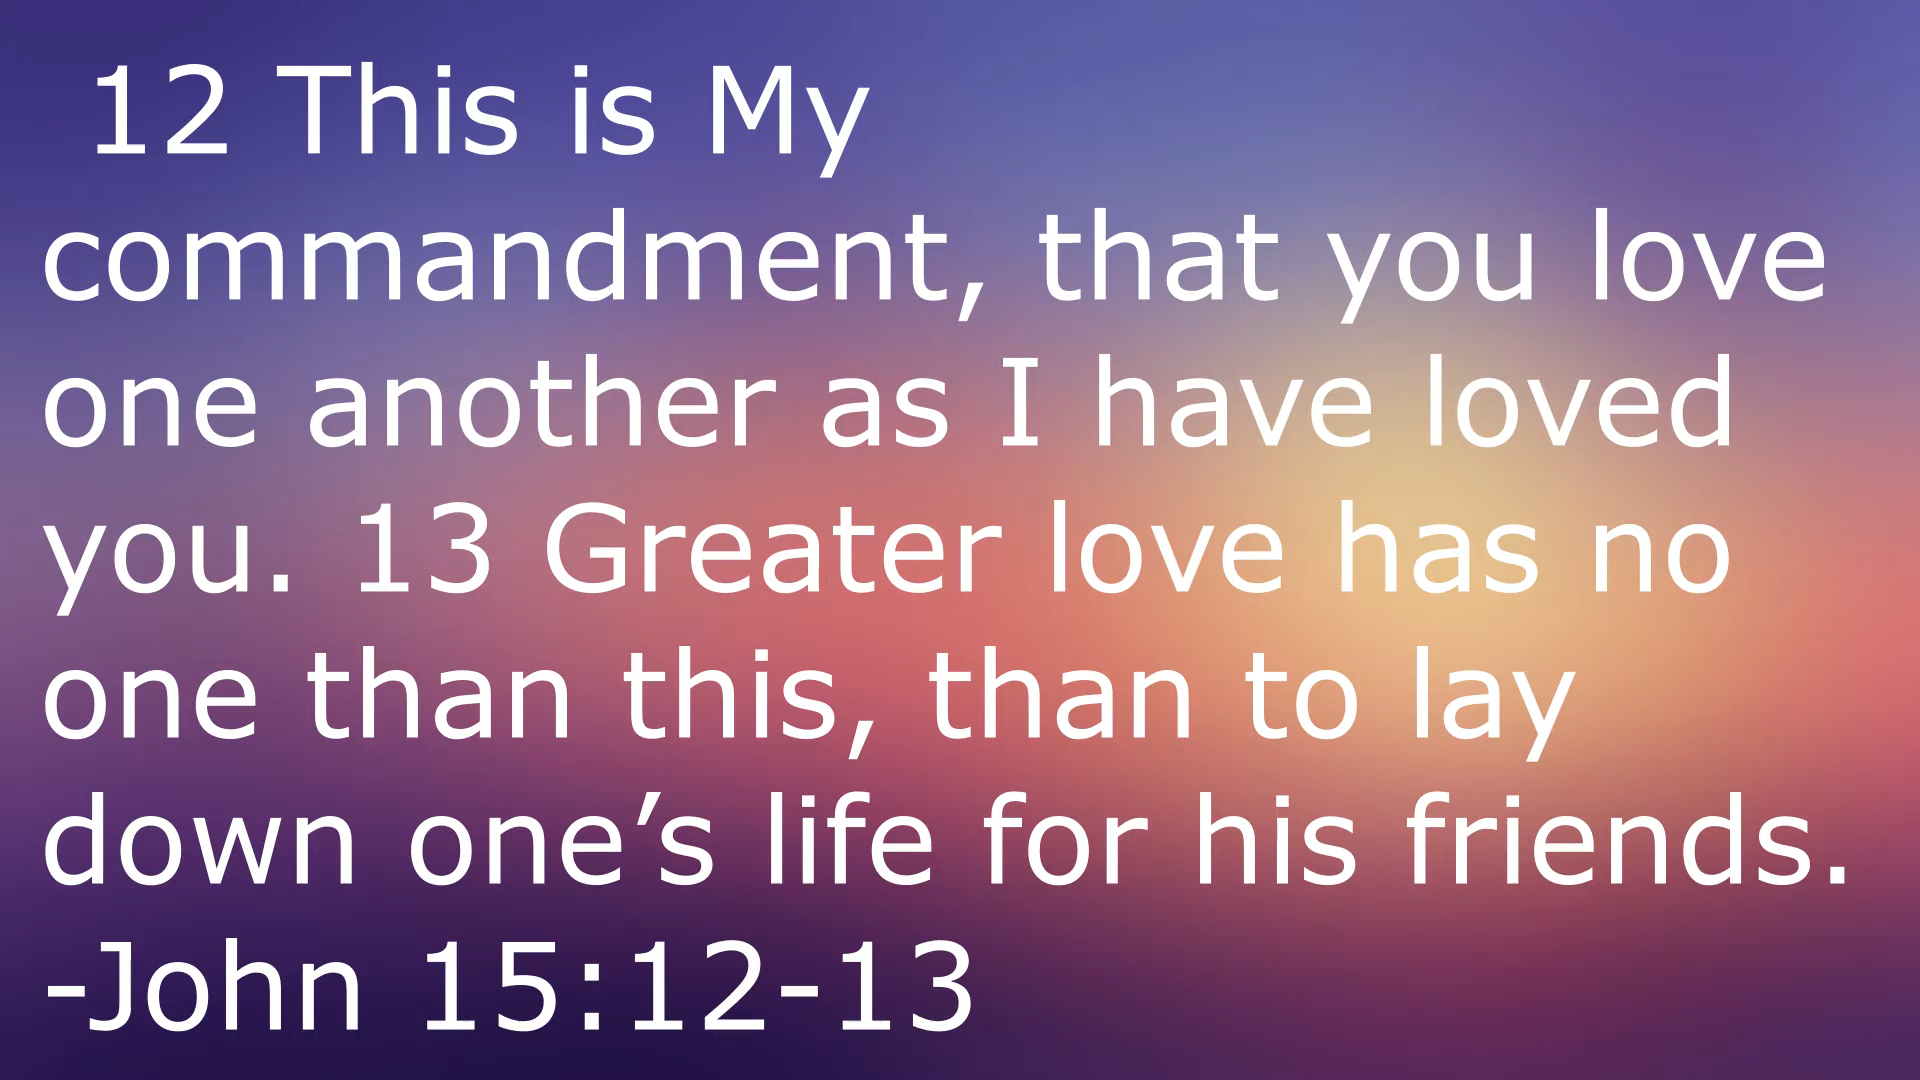 12 This is My
commandment, that you love
one another as I have loved
you. 13 Greater love has no
one than this, than to lay
down one’s life for his friends.
-John 15:12-13